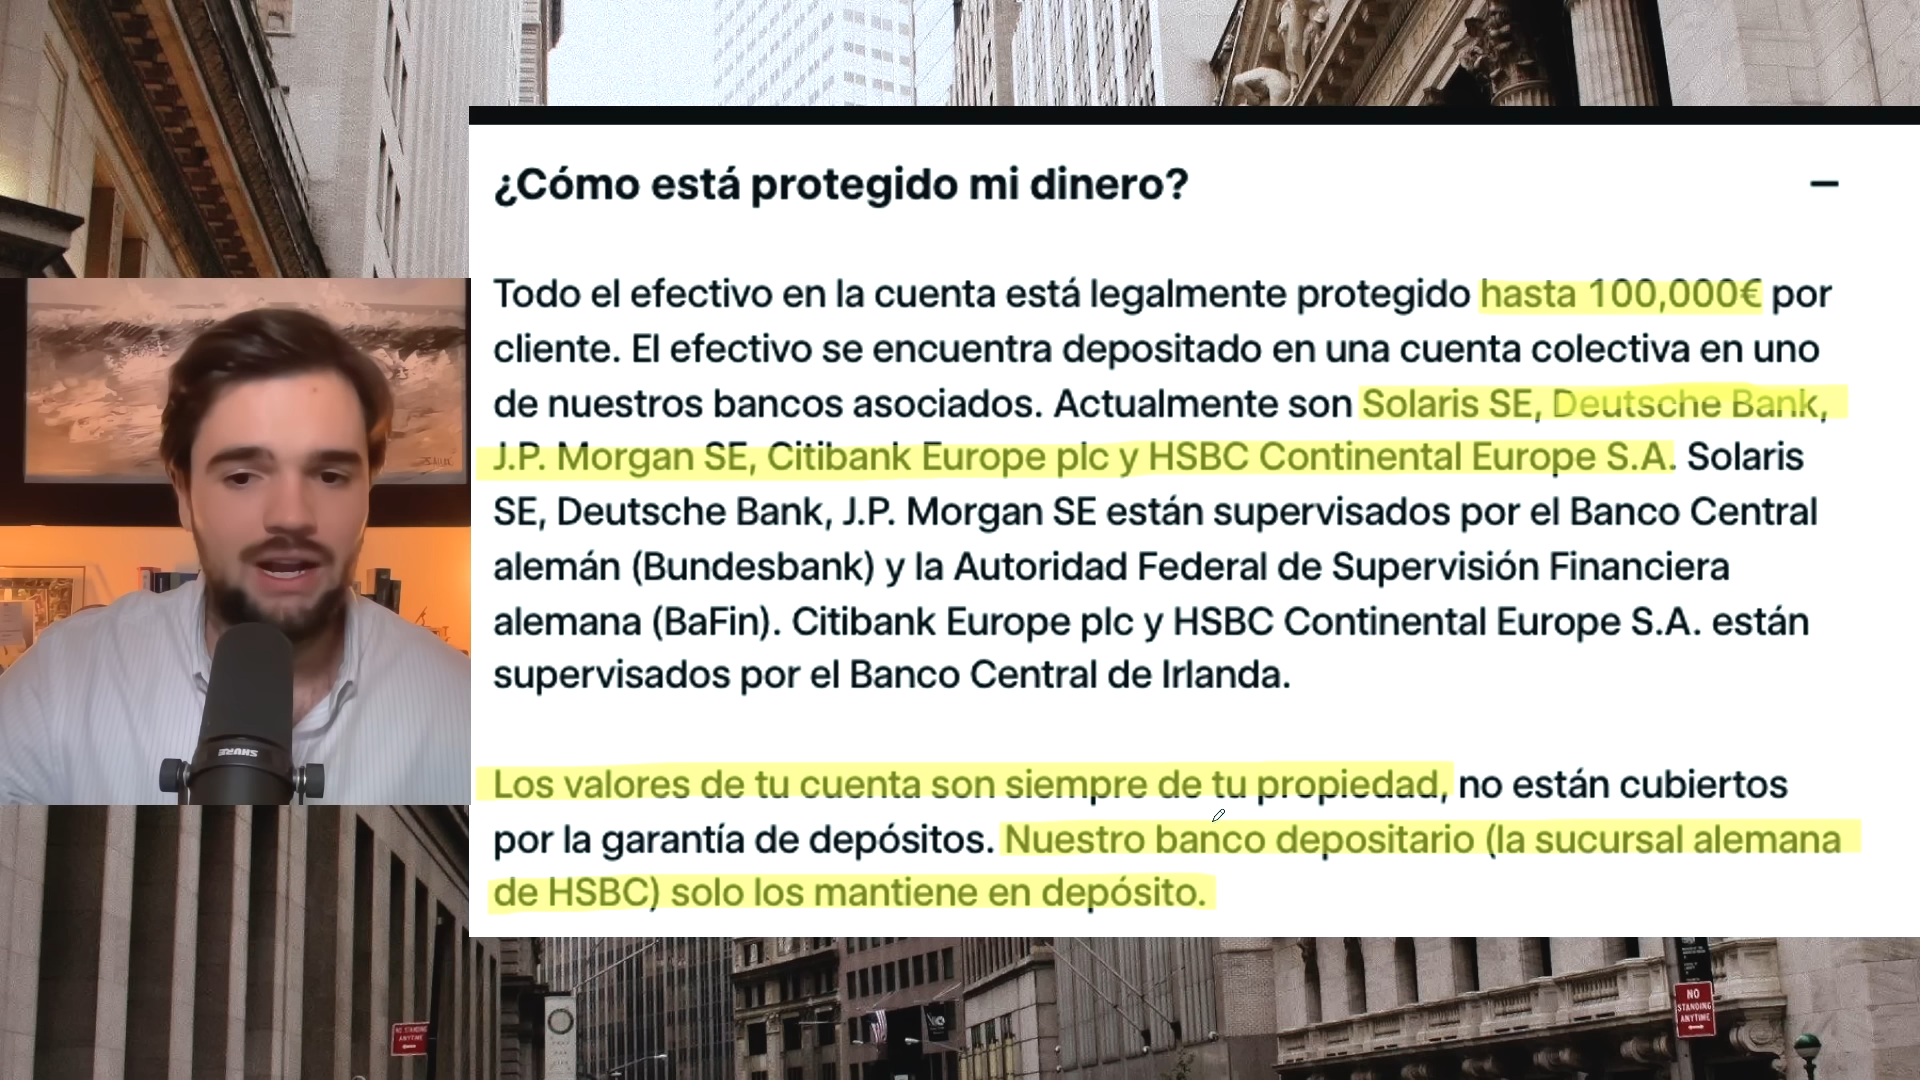 ¿Cómo está protegido mi dinero?
Todo el efectivo en la cuenta está legalmente protegido hasta 100,000€ por
cliente. El efectivo se encuentra depositado en una cuenta colectiva en uno
de nuestros bancos asociados. Actualmente son Solaris SE, Deutsche Bank,
J.P. Morgan SE, Citibank Europe plc y HSBC Continental Europe S.A. Solaris
SE, Deutsche Bank, J.P. Morgan SE están supervisados por el Banco Central
alemán (Bundesbank) y la Autoridad Federal de Supervisión Financiera
alemana (BaFin). Citibank Europe plc y HSBC Continental Europe S.A. están
supervisados por el Banco Central de Irlanda.
Los valores de tu cuenta son siempre de tu propiedad, no están cubiertos
por la garantía de depósitos. Nuestro banco depositario (la sucursal alemana
de HSBC) solo los mantiene en depósito.
SHURE
NO STANDING
ANYTIME
NO
STANDING
ANYTIME